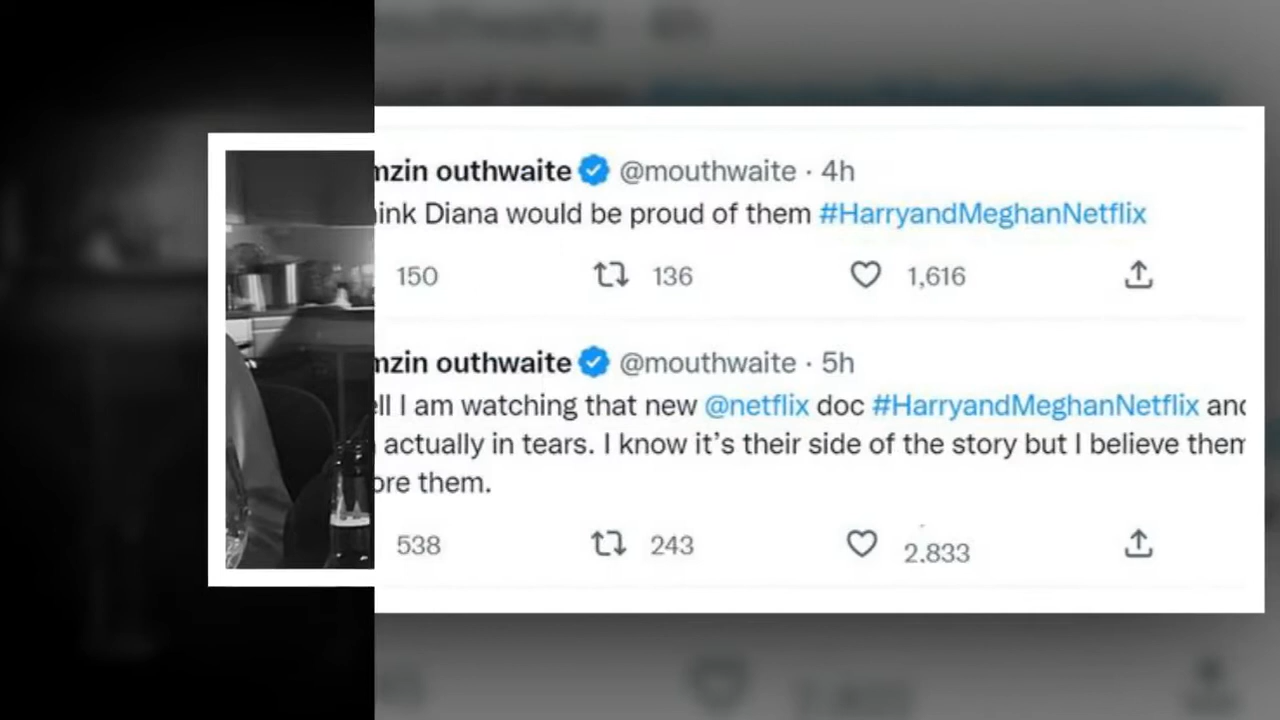 mzin outhwaite @mouthwaite · 4h
ink Diana would be proud of them #HarryandMeghanNetflix
150 136 1,616
mzin outhwaite @mouthwaite · 5h
ll I am watching that new @netflix doc #HarryandMeghanNetflix and
actually in tears. I know it's their side of the story but I believe them
ore them.
538 243 2,833